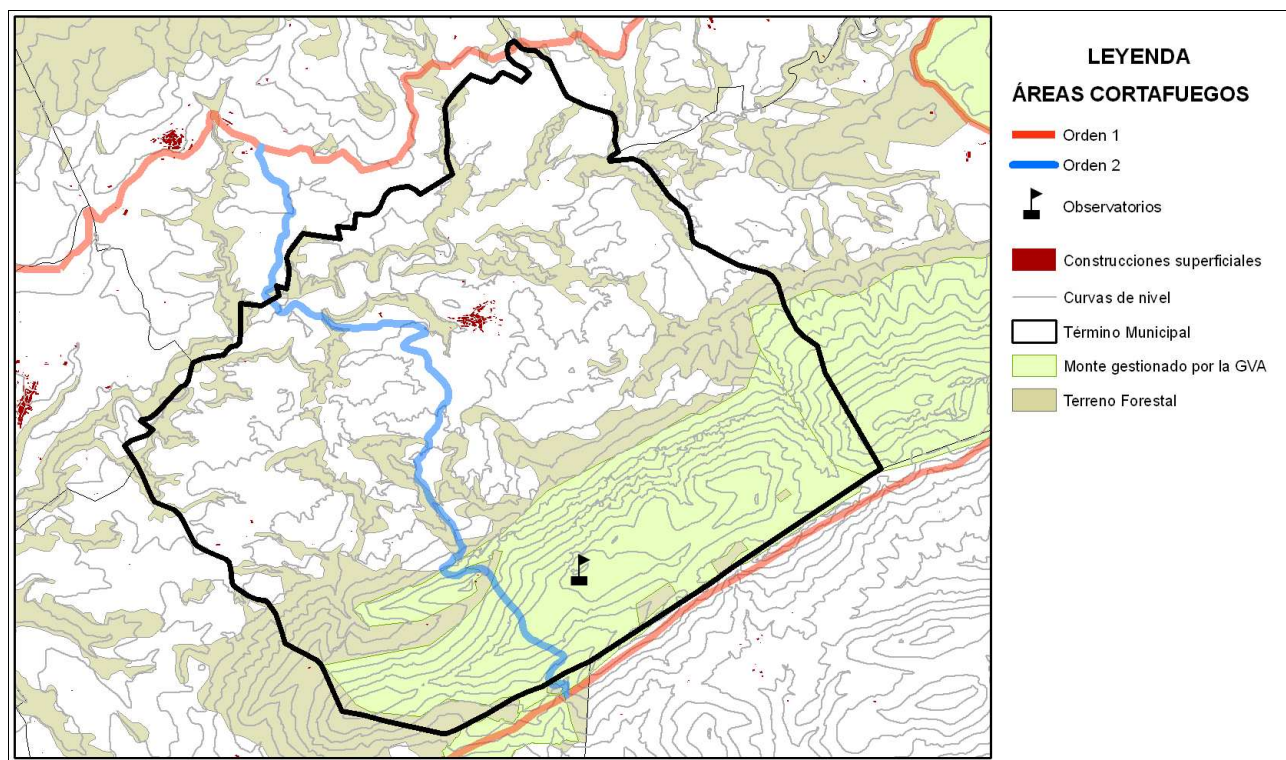 LEYENDA
ÁREAS CORTAFUEGOS
Orden 1
Orden 2
Observatorios
Construcciones superficiales
Curvas de nivel
Término Municipal
Monte gestionado por la GVA
Terreno Forestal